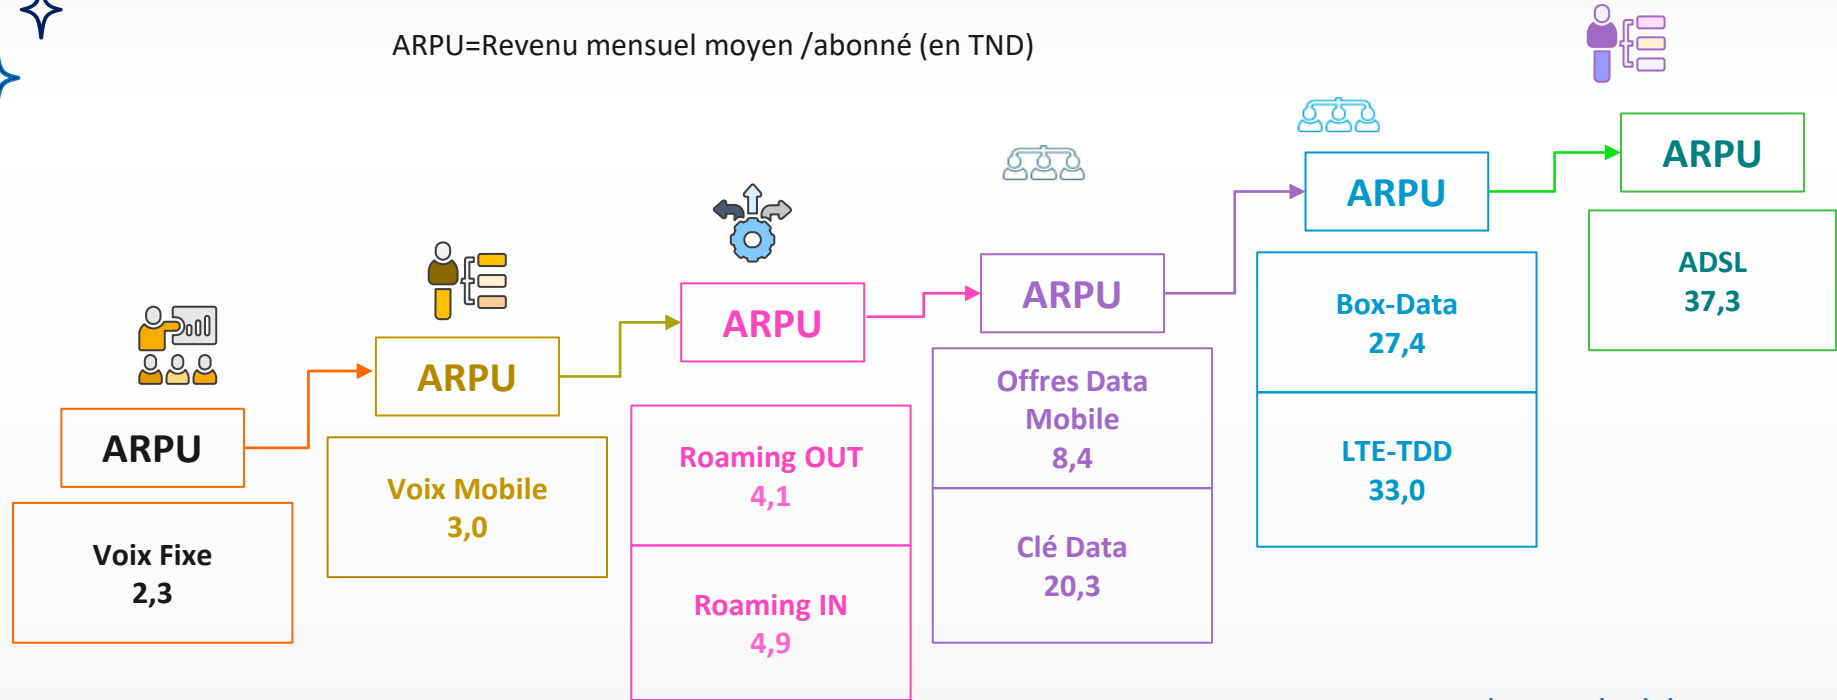 ARPU=Revenu mensuel moyen /abonné (en TND)
ARPU
Voix Fixe
2,3
ARPU
Voix Mobile
3,0
ARPU
Roaming OUT
4,1
Roaming IN
4,9
ARPU
Offres Data
Mobile
8,4
Clé Data
20,3
ARPU
Box-Data
27,4
LTE-TDD
33,0
ARPU
ADSL
37,3